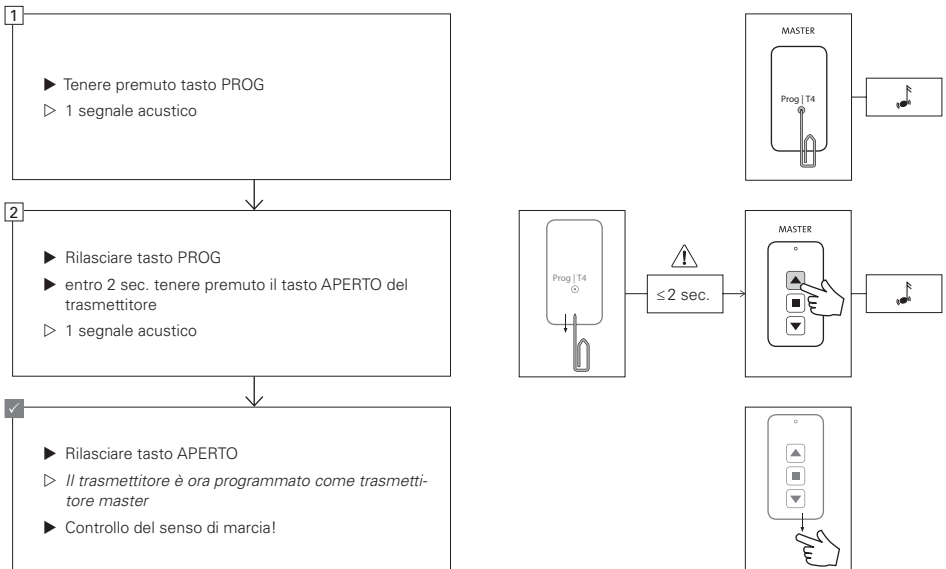 1
▶ Tenere premuto tasto PROG
▷ 1 segnale acustico
MASTER
Prog | T4
2
▶ Rilasciare tasto PROG
▶ entro 2 sec. tenere premuto il tasto APERTO del
trasmettitore
▷ 1 segnale acustico
Prog | T4
≤2 sec.
MASTER
▶ Rilasciare tasto APERTO
▷ Il trasmettitore è ora programmato come trasmetti-
tore master
▶ Controllo del senso di marcia!